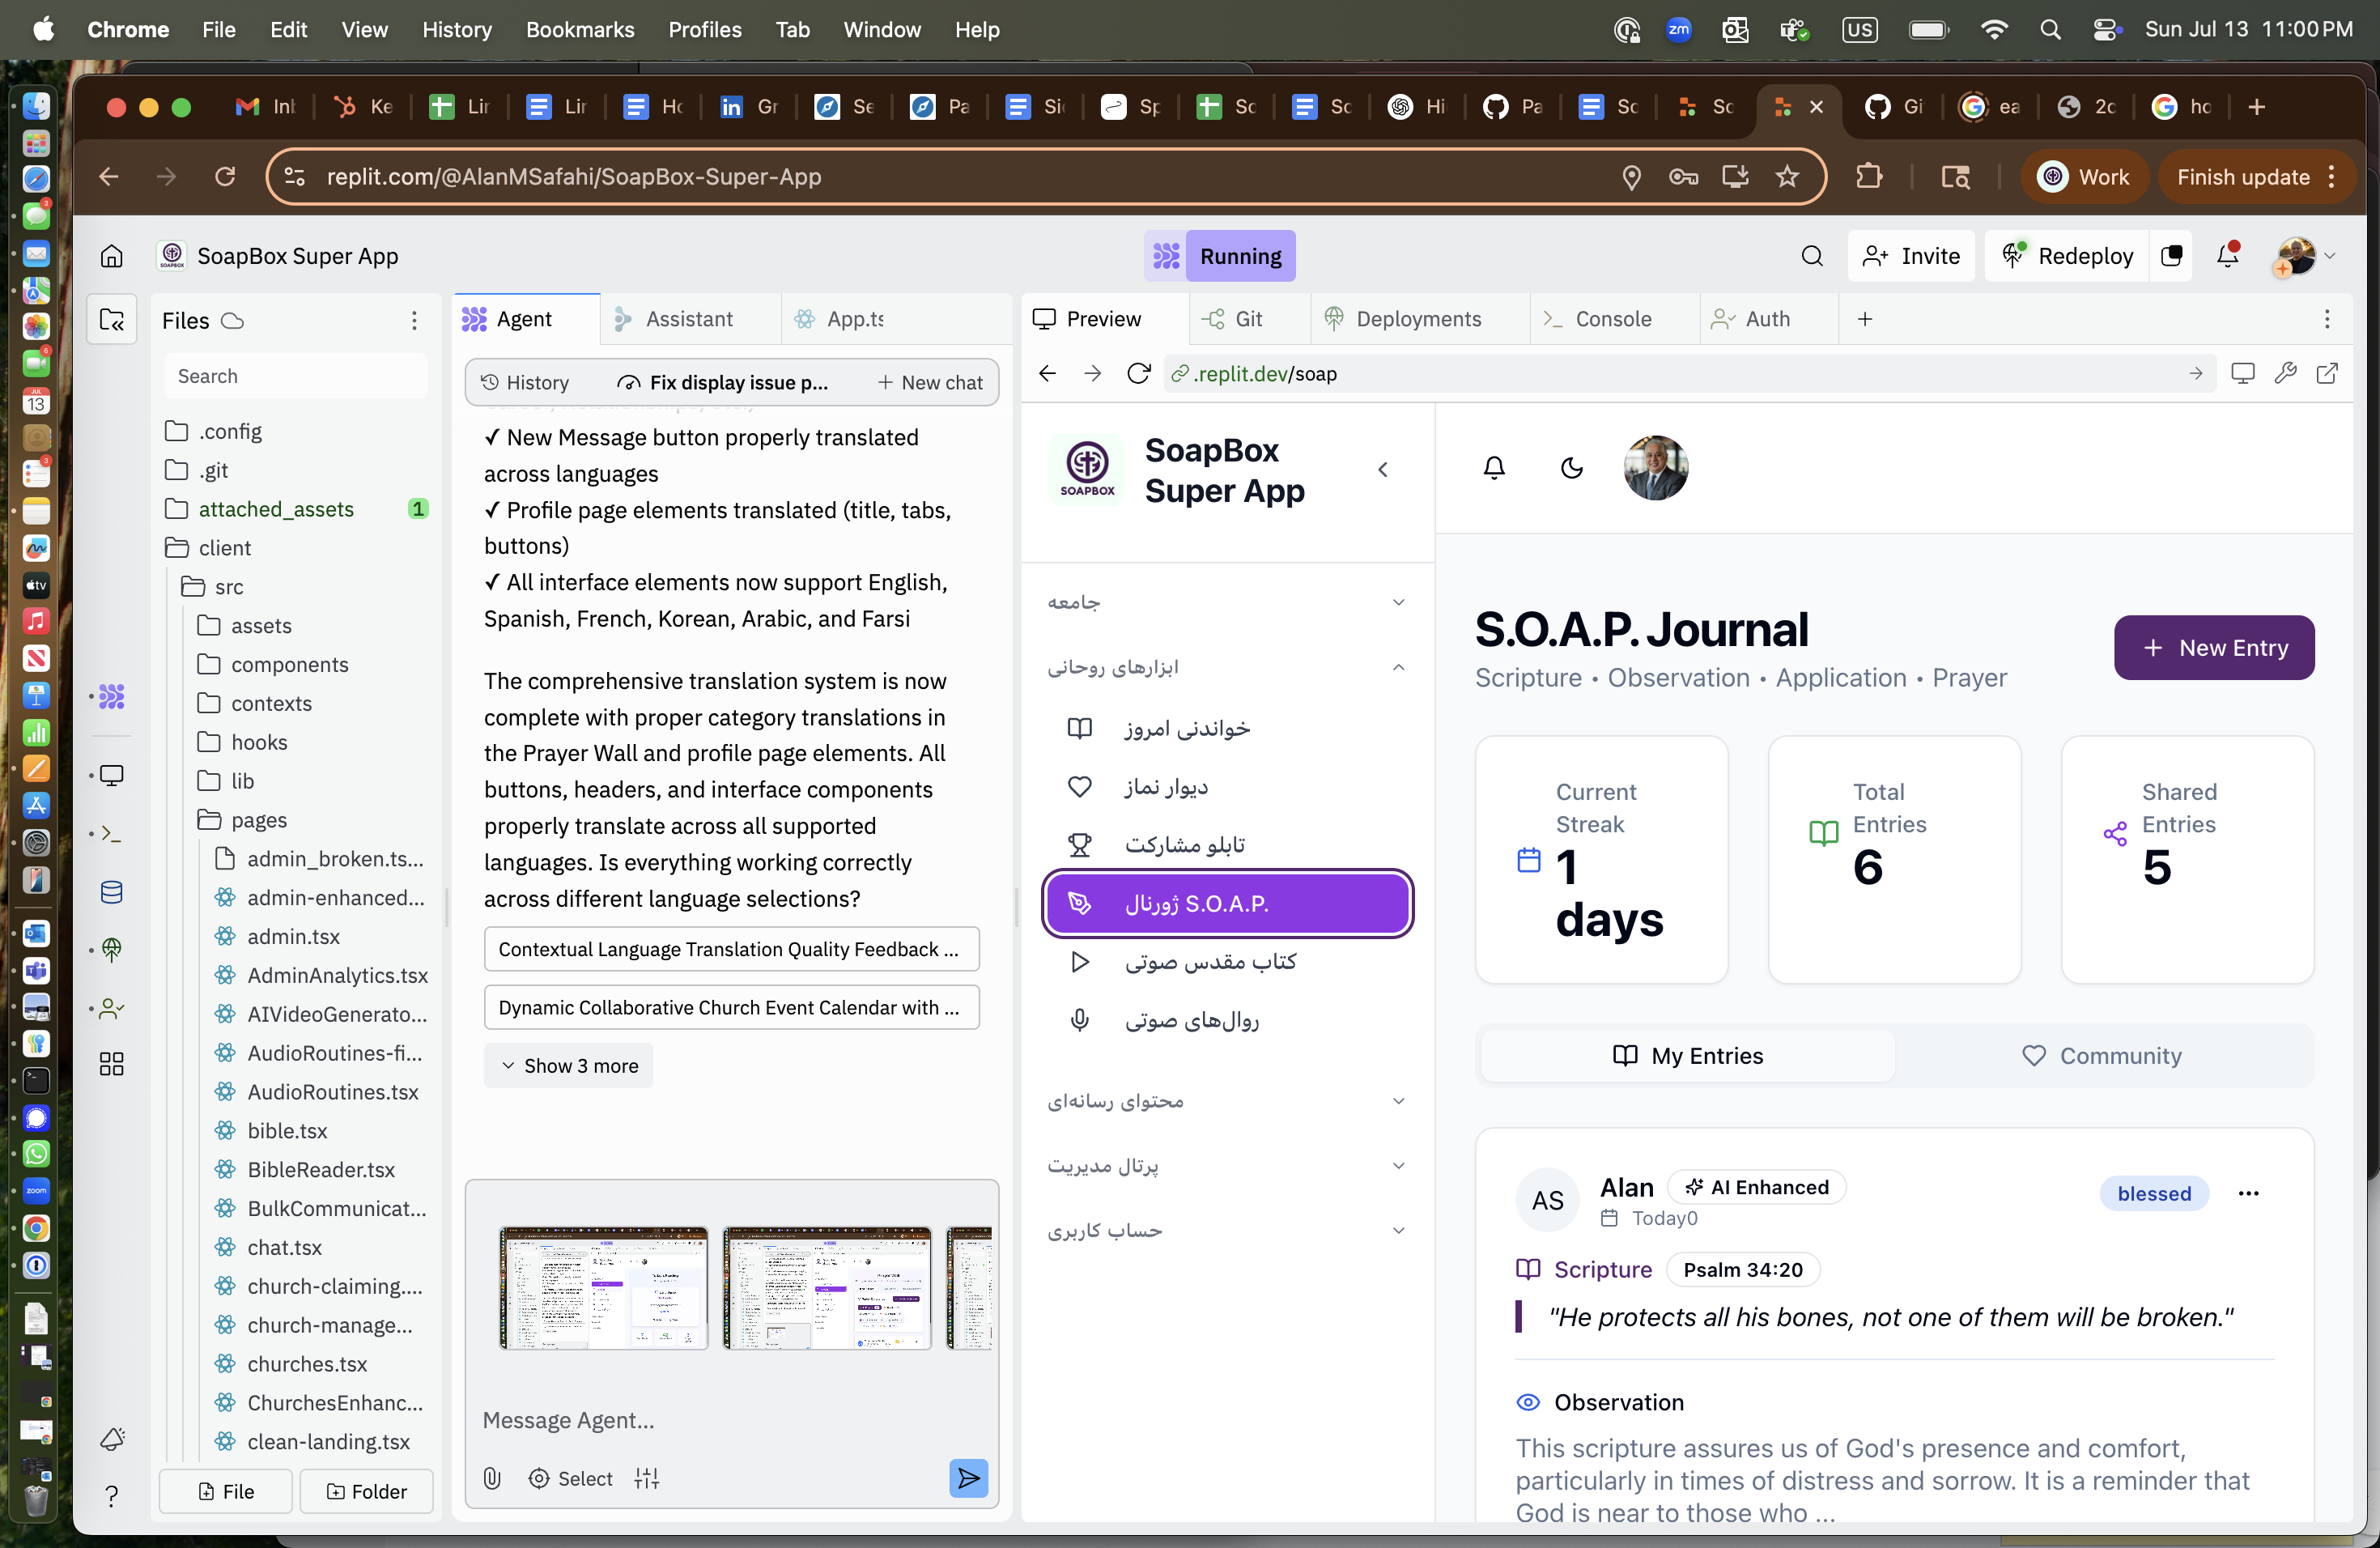 Chrome File Edit View History Bookmarks Profiles Tab Window Help
zm US Sun Jul 13 11:00 PM
Inb Ke Lir Lir Ho in Gr Se Pa Sic Sp Sc Sc Hi Pa Sc Sc Gi ea 2c ho
replit.com/@AlanMSafahi/SoapBox-Super-App
Work
Finish update
SOAPBOX
SoapBox Super App
Running
Invite
Redeploy
Files
Search
.config
.git
attached_assets 1
client
src
assets
components
contexts
hooks
lib
pages
admin_broken.ts...
admin-enhanced...
admin.tsx
AdminAnalytics.tsx
AIVideoGenerato...
AudioRoutines-fi...
AudioRoutines.tsx
bible.tsx
BibleReader.tsx
BulkCommunicat...
chat.tsx
church-claiming....
church-manage...
churches.tsx
ChurchesEnhanc...
clean-landing.tsx
File
Folder
Agent
Assistant
App.ts
History
Fix display issue p...
New chat
✓ New Message button properly translated
across languages
✓ Profile page elements translated (title, tabs,
buttons)
✓ All interface elements now support English,
Spanish, French, Korean, Arabic, and Farsi
The comprehensive translation system is now
complete with proper category translations in
the Prayer Wall and profile page elements. All
buttons, headers, and interface components
properly translate across all supported
languages. Is everything working correctly
across different language selections?
Contextual Language Translation Quality Feedback ...
Dynamic Collaborative Church Event Calendar with ...
Show 3 more
Message Agent...
Select
Preview
Git
Deployments
Console
Auth
.replit.dev/soap
SOAPBOX
SoapBox
Super App
جامعه
ابزارهای روحانی
خواندنی امروز
دیوار نماز
تابلو مشارکت
ژورنال S.O.A.P.
کتاب مقدس صوتی
روال‌های صوتی
محتوای رسانه‌ای
پرتال مدیریت
حساب کاربری
S.O.A.P. Journal
Scripture • Observation • Application • Prayer
New Entry
Current
Streak
1
days
Total
Entries
6
Shared
Entries
5
My Entries
Community
AS
Alan
AI Enhanced
Today0
blessed
Scripture
Psalm 34:20
"He protects all his bones, not one of them will be broken."
Observation
This scripture assures us of God's presence and comfort,
particularly in times of distress and sorrow. It is a reminder that
God is near to those who ...